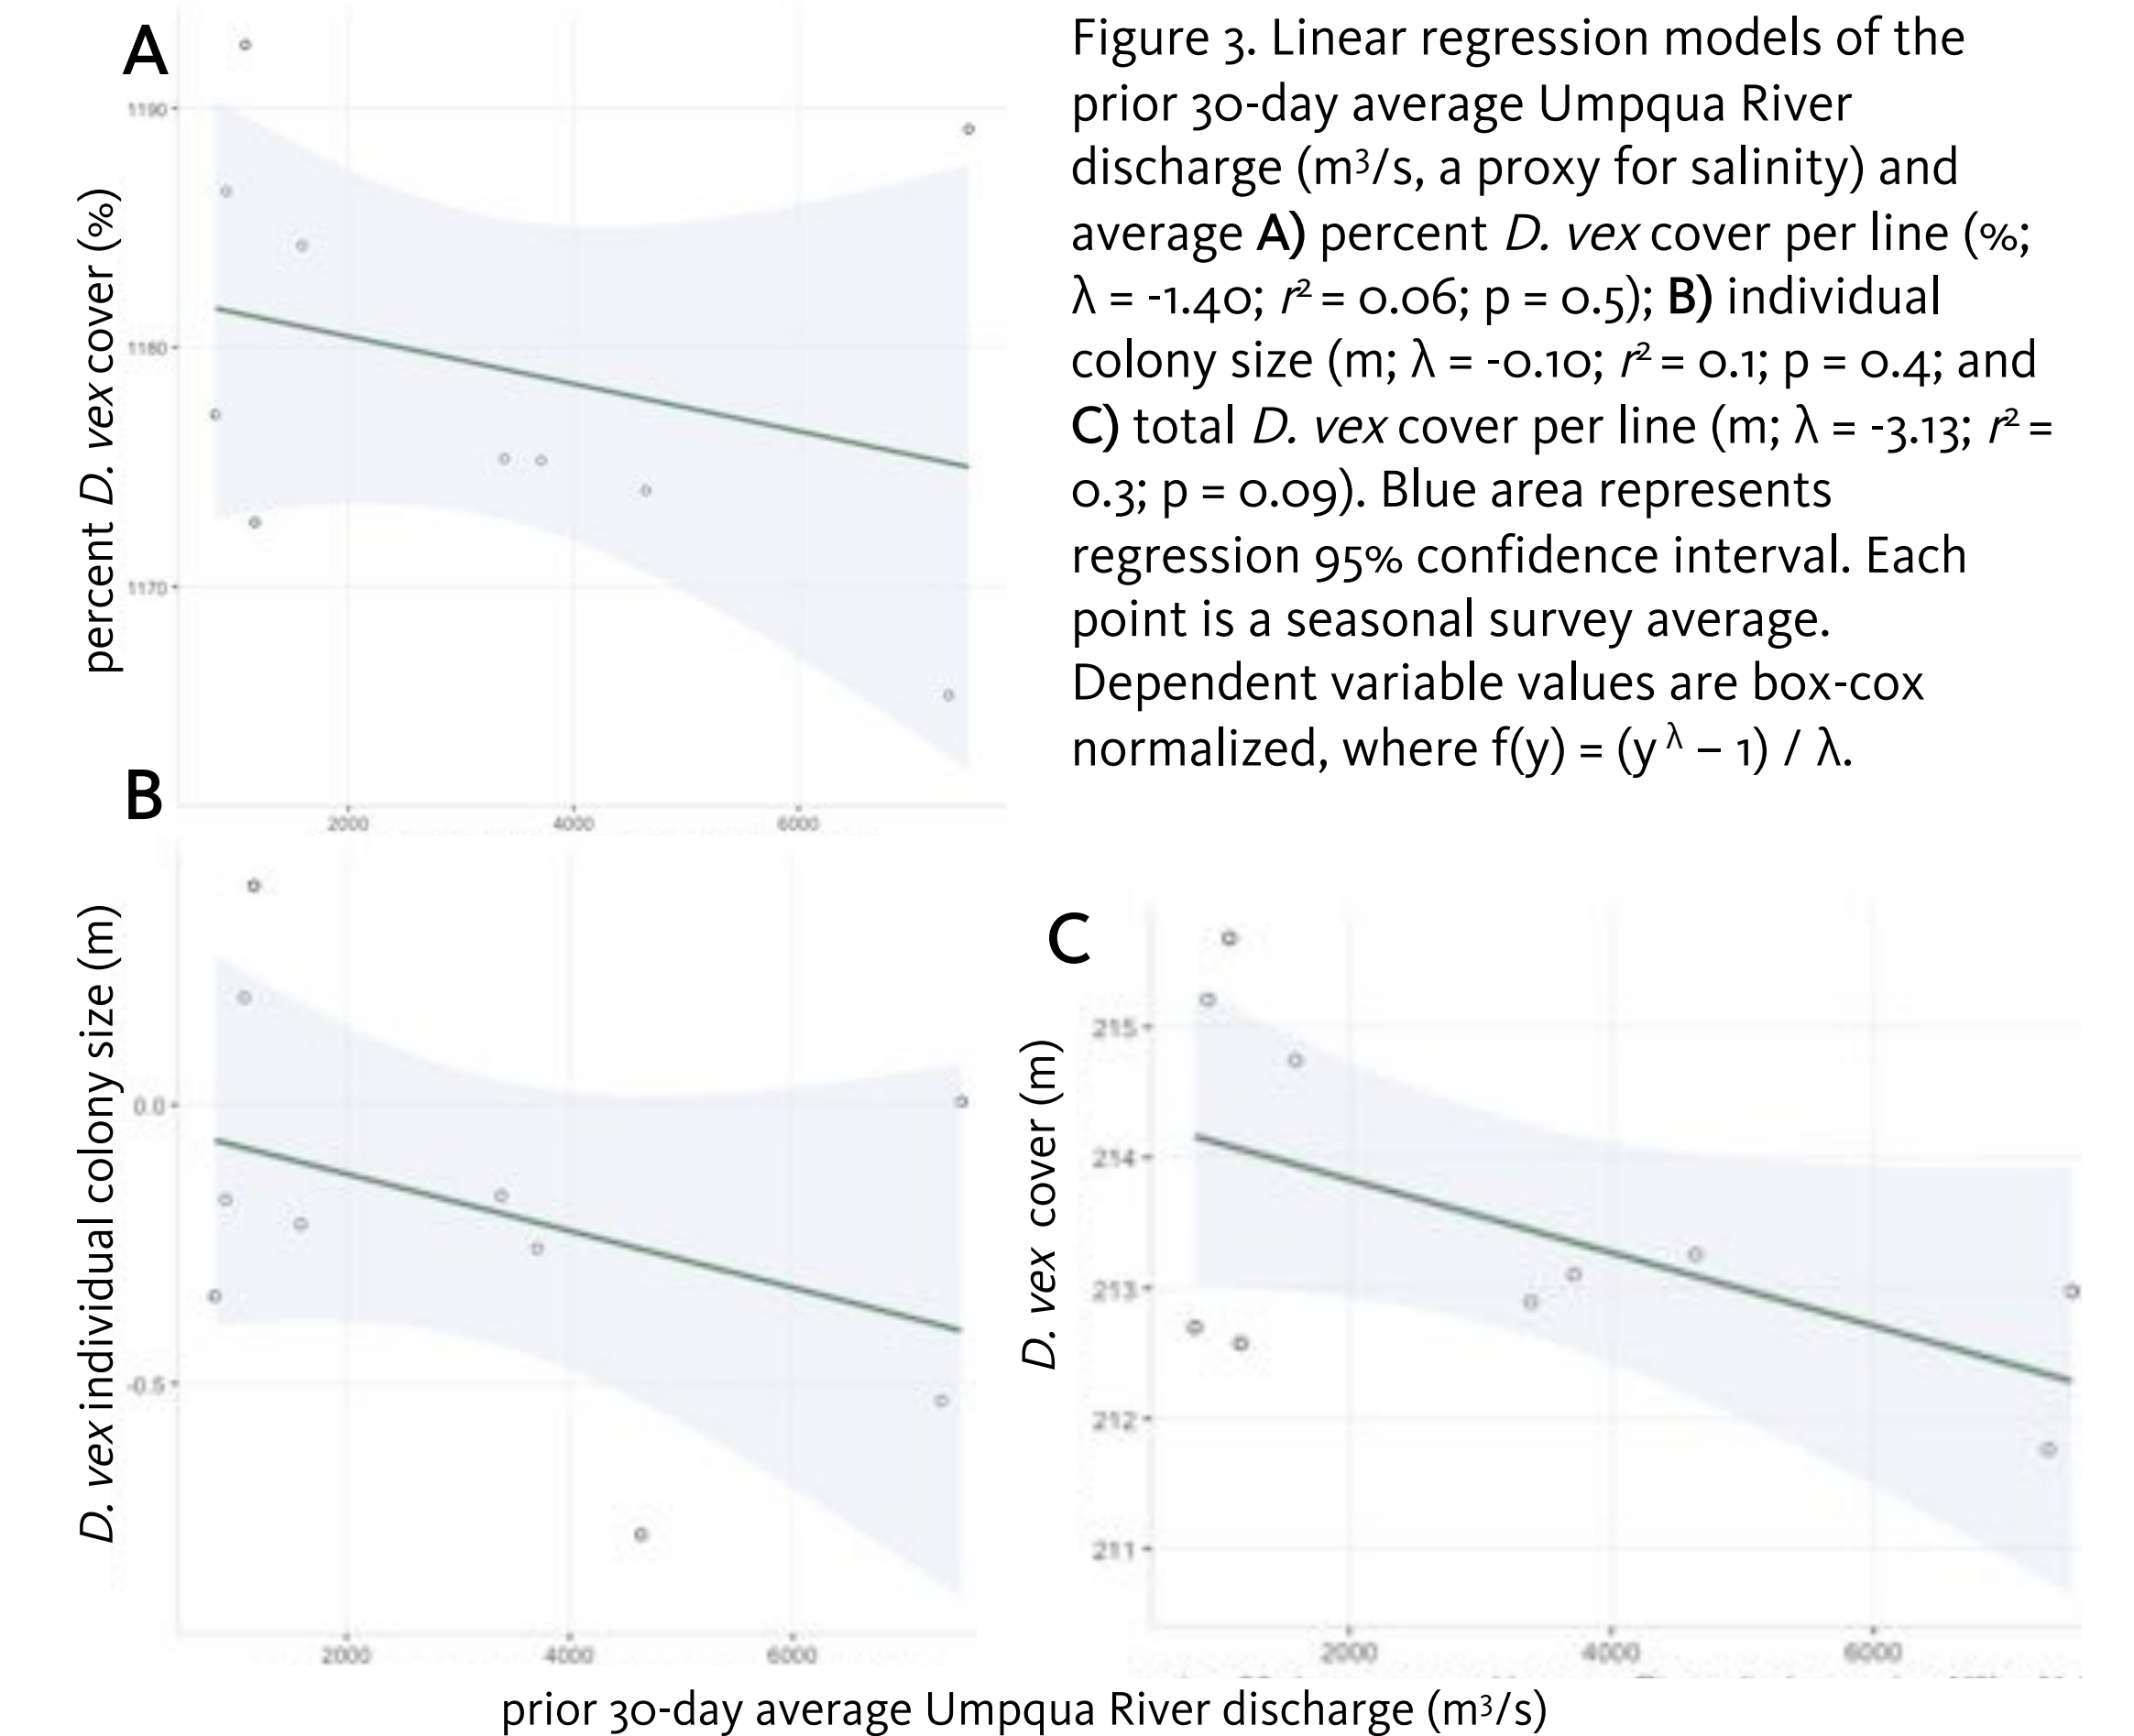 A
Figure 3. Linear regression models of the
prior 30-day average Umpqua River
discharge (m³/s, a proxy for salinity) and
average A) percent D. vex cover per line (%;
λ = -1.40; r² = 0.06; p = 0.5); B) individual
colony size (m; λ = -0.10; r² = 0.1; p = 0.4; and
C) total D. vex cover per line (m; λ = -3.13; r² =
0.3; p = 0.09). Blue area represents
regression 95% confidence interval. Each
point is a seasonal survey average.
Dependent variable values are box-cox
normalized, where f(y) = (y ^λ – 1) / λ.
percent D. vex cover (%)
1190
1180
1170
2000 4000 6000
B
D. vex individual colony size (m)
0.0
-0.5
2000 4000 6000
C
D. vex cover (m)
215
214
213
212
211
2000 4000 6000
prior 30-day average Umpqua River discharge (m³/s)